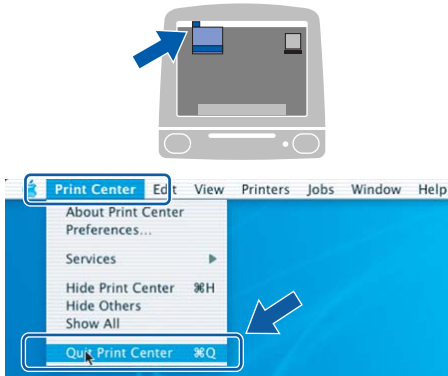 Print Center Edit View Printers Jobs Window Help
About Print Center
Preferences...
Services
Hide Print Center ⌘H
Hide Others
Show All
Quit Print Center ⌘Q